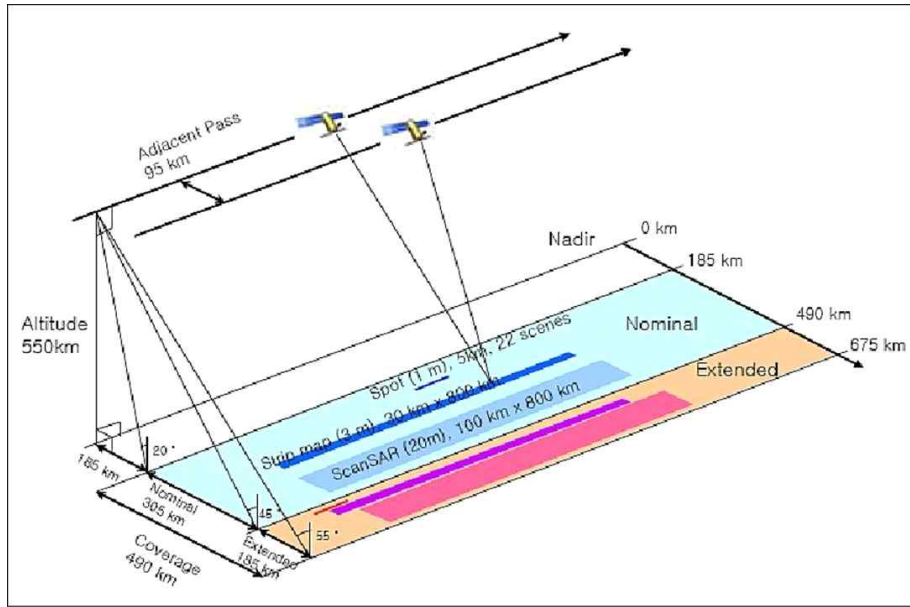 Adjacent Pass
95 km
Nadir
0 km
185 km
Altitude
550km
Nominal
490 km
675 km
Extended
Spot (1 m), 5km, 22 scenes
Strip map (3 m), 30 km x 800 km
ScanSAR (20m), 100 km x 800 km
20°
185 km
Nominal
305 km
45°
55°
Extended
185 km
Coverage
490 km